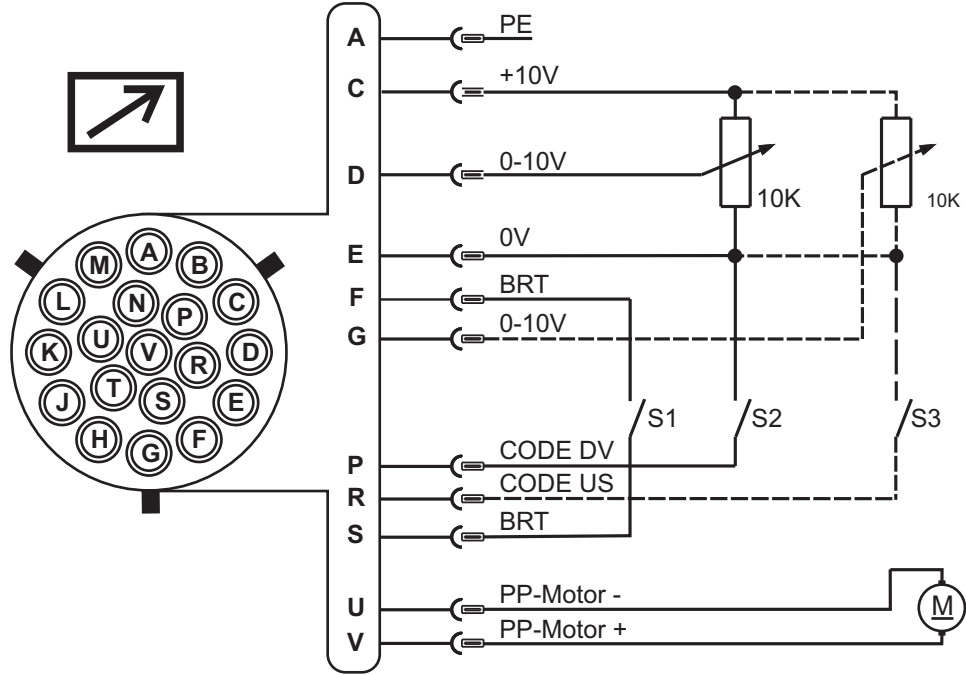 A PE
C +10V
D 0-10V
10K
10K
E 0V
F BRT
G 0-10V
S1 S2 S3
P CODE DV
R CODE US
S BRT
U PP-Motor -
V PP-Motor +
M
A
M B
L N P C
K U V R D
J T S E
H G F